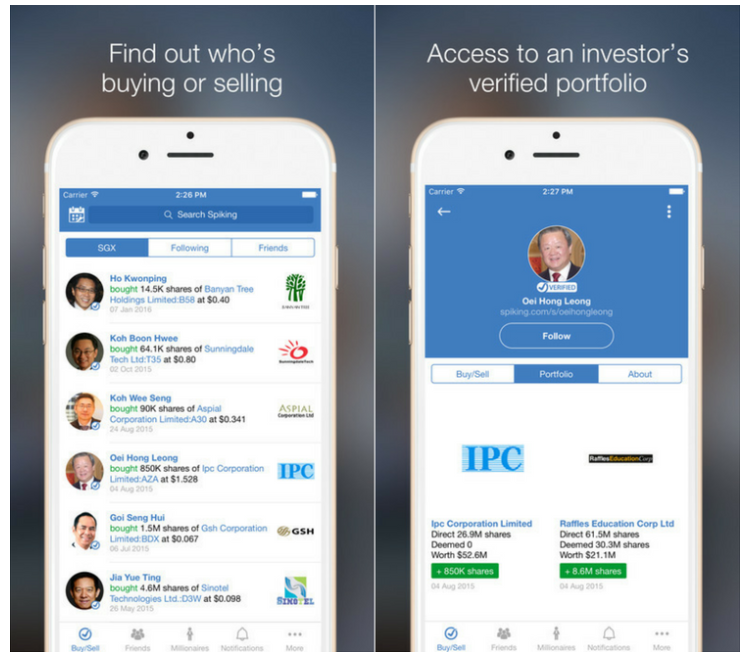 Find out who's
buying or selling
Carrier
2:26 PM
Search Spiking
SGX
Following
Friends
Ho Kwonping
bought 14.5K shares of Banyan Tree
Holdings Limited:B58 at $0.40
07 Jan 2016
BANYAN TREE
Koh Boon Hwee
bought 64.1K shares of Sunningdale
Tech Ltd:T35 at $0.80
02 Oct 2015
SunningdaleTech
Koh Wee Seng
bought 90K shares of Aspial
Corporation Limited:A30 at $0.341
24 Aug 2015
ASPIAL
Corporation Ltd
Oei Hong Leong
bought 850K shares of Ipc Corporation
Limited:AZA at $1.528
04 Aug 2015
IPC
Goi Seng Hui
bought 1.5M shares of Gsh Corporation
Limited:BDX at $0.067
06 Jul 2015
GSH
Jia Yue Ting
bought 4.6M shares of Sinotel
Technologies Ltd.:D3W at $0.098
26 May 2015
SINOTEL
Buy/Sell
Friends
Millionaires
Notifications
More
Access to an investor's
verified portfolio
Carrier
2:27 PM
VERIFIED
Oei Hong Leong
spiking.com/s/oeihongleong
Follow
Buy/Sell
Portfolio
About
IPC
RafflesEducationCorp
Ipc Corporation Limited
Direct 26.9M shares
Deemed 0
Worth $52.6M
+ 850K shares
04 Aug 2015
Raffles Education Corp Ltd
Direct 61.5M shares
Deemed 30.3M shares
Worth $21.1M
+ 8.6M shares
04 Aug 2015
Buy/Sell
Friends
Millionaires
Notifications
More